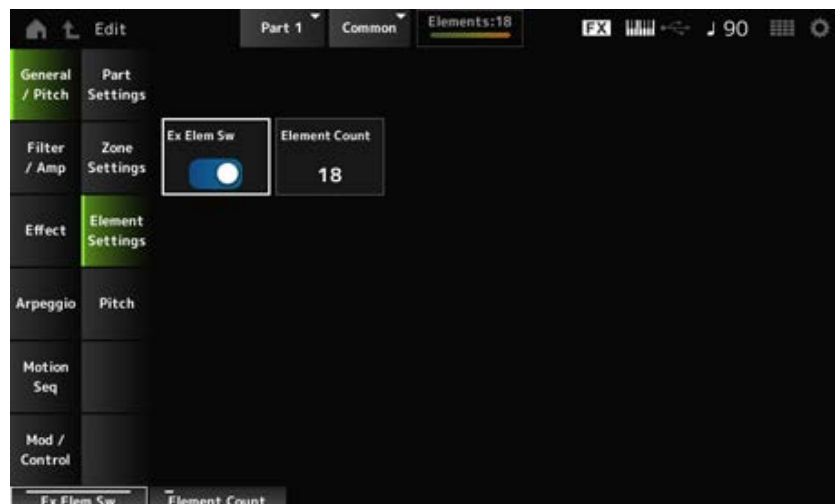 Edit
Part 1
Common
Elements:18
FX
90
General
/ Pitch
Part
Settings
Filter
/ Amp
Zone
Settings
Ex Elem Sw
Element Count
18
Effect
Element
Settings
Arpeggio
Pitch
Motion
Seq
Mod /
Control
Ex Elem Sw
Element Count